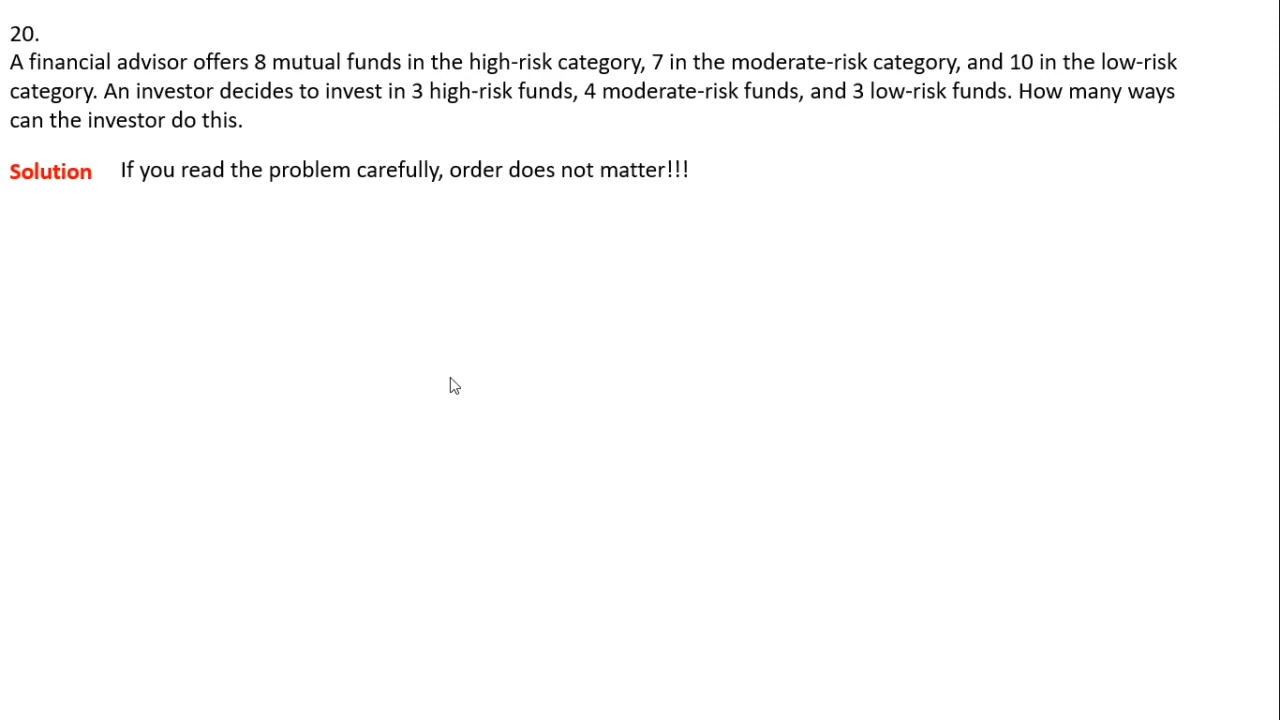 20.
A financial advisor offers 8 mutual funds in the high-risk category, 7 in the moderate-risk category, and 10 in the low-risk
category. An investor decides to invest in 3 high-risk funds, 4 moderate-risk funds, and 3 low-risk funds. How many ways
can the investor do this.
Solution If you read the problem carefully, order does not matter!!!